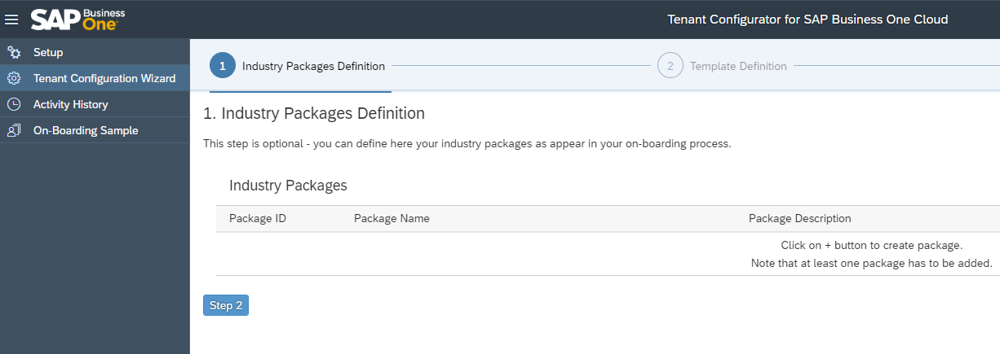 SAP Business One
Tenant Configurator for SAP Business One Cloud
Setup
Tenant Configuration Wizard
Activity History
On-Boarding Sample
1 Industry Packages Definition
2 Template Definition
1. Industry Packages Definition
This step is optional - you can define here your industry packages as appear in your on-boarding process.
Industry Packages
Package ID Package Name Package Description
Click on + button to create package.
Note that at least one package has to be added.
Step 2